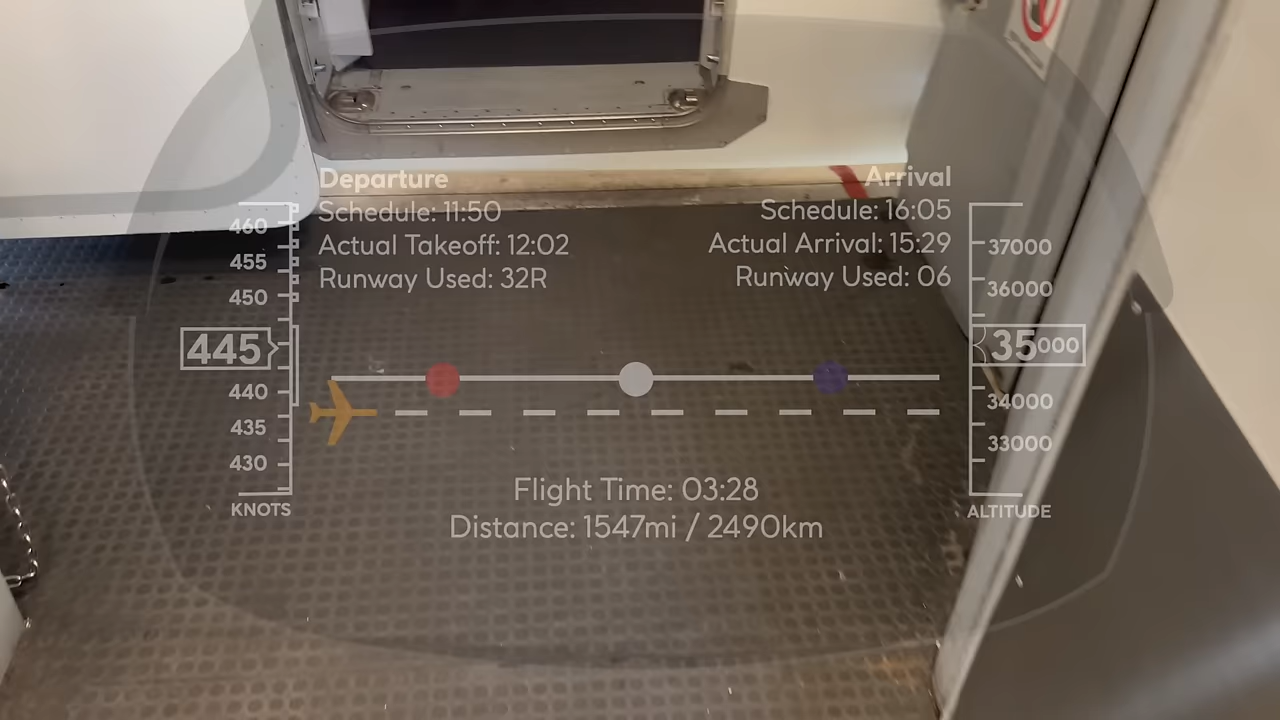 Departure
Schedule: 11:50
Actual Takeoff: 12:02
Runway Used: 32R
Arrival
Schedule: 16:05
Actual Arrival: 15:29
Runway Used: 06
460
455
450
445
440
435
430
KNOTS
37000
36000
35000
34000
33000
ALTITUDE
Flight Time: 03:28
Distance: 1547mi / 2490km